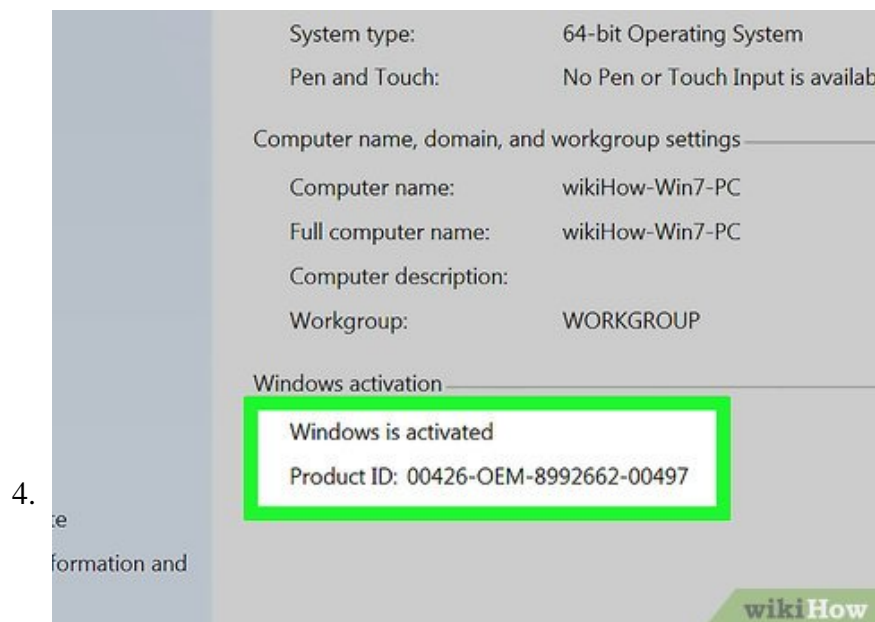 System type: 64-bit Operating System
Pen and Touch: No Pen or Touch Input is availab
Computer name, domain, and workgroup settings
Computer name: wikiHow-Win7-PC
Full computer name: wikiHow-Win7-PC
Computer description:
Workgroup: WORKGROUP
Windows activation
Windows is activated
Product ID: 00426-OEM-8992662-00497
4.
te
formation and
wikiHow